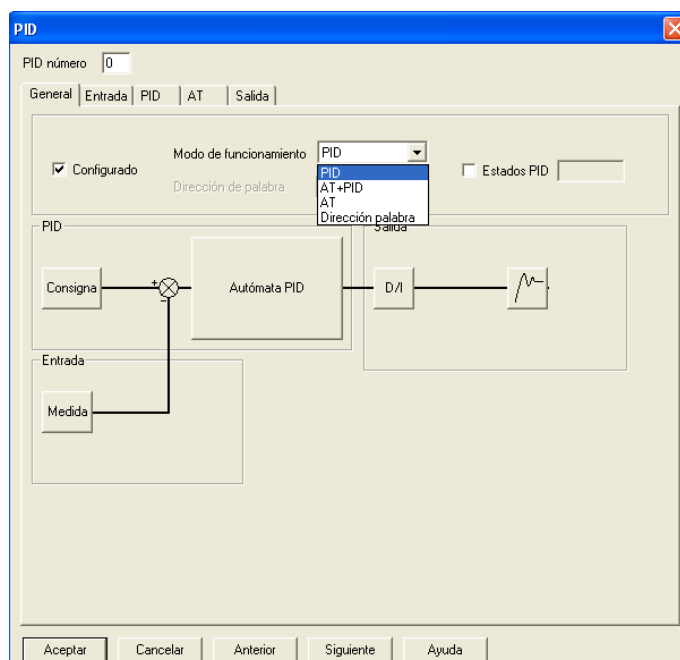 PID
PID número 0
General Entrada PID AT Salida
Configurado
Modo de funcionamiento PID
Dirección de palabra
PID
AT+PID
AT
Dirección palabra
Estados PID
PID
Salida
Consigna
+
-
Autómata PID
D/I
Entrada
Medida
Aceptar Cancelar Anterior Siguiente Ayuda